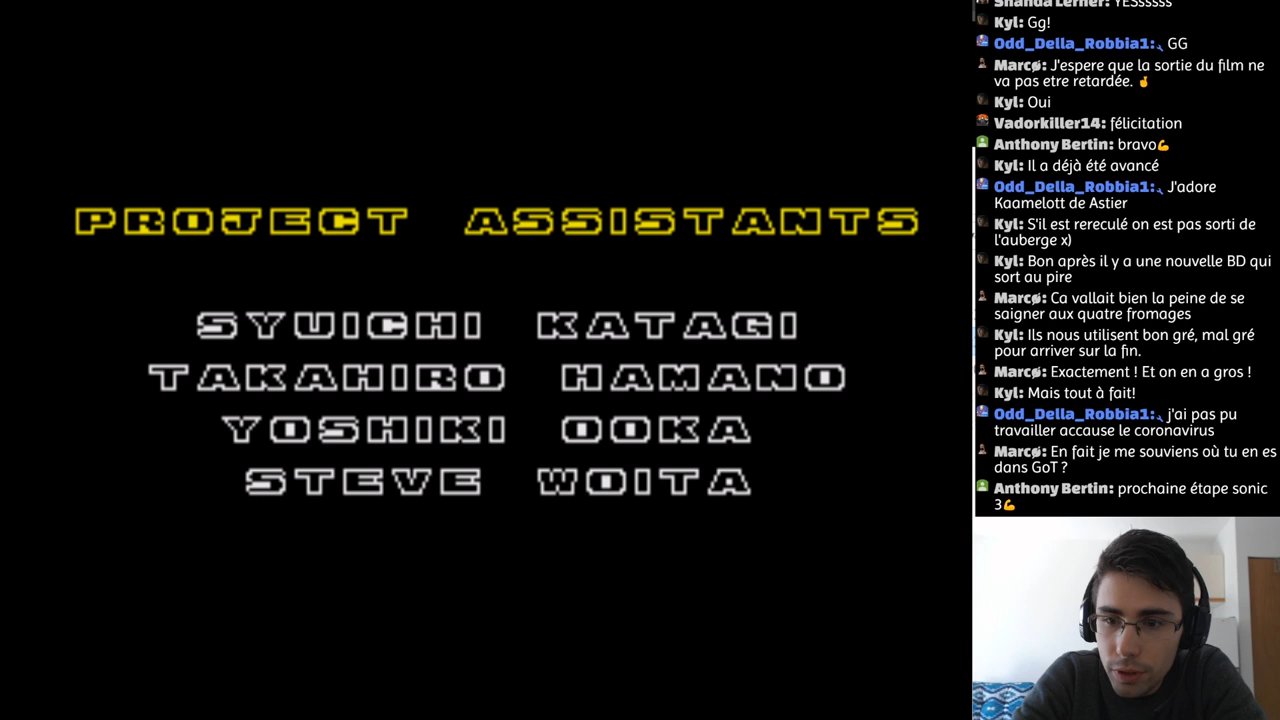 PROJECT ASSISTANTS
SYUICHI KATAGI
TAKAHIRO HAMANO
YOSHIKI OOKA
STEVE WOITA
Shanda Lerner: YESssss
Kyl: Gg!
Odd_Della_Robbia1: GG
Marcø: J'espere que la sortie du film ne
va pas etre retardée. 🤞
Kyl: Oui
Vadorkiller14: félicitation
Anthony Bertin: bravo💪
Kyl: Il a déjà été avancé
Odd_Della_Robbia1: J'adore
Kaamelott de Astier
Kyl: S'il est rereculé on est pas sorti de
l'auberge x)
Kyl: Bon après il y a une nouvelle BD qui
sort au pire
Marcø: Ca vallait bien la peine de se
saigner aux quatre fromages
Kyl: Ils nous utilisent bon gré, mal gré
pour arriver sur la fin.
Marcø: Exactement ! Et on en a gros !
Kyl: Mais tout à fait!
Odd_Della_Robbia1: j'ai pas pu
travailler accause le coronavirus
Marcø: En fait je me souviens où tu en es
dans GoT ?
Anthony Bertin: prochaine étape sonic
3💪